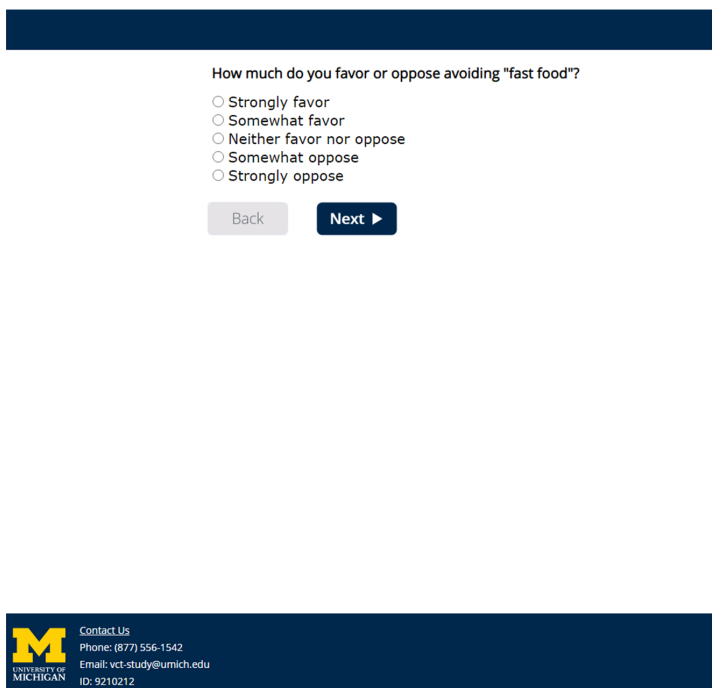 How much do you favor or oppose avoiding "fast food"?
Strongly favor
Somewhat favor
Neither favor nor oppose
Somewhat oppose
Strongly oppose
Back
Next
M
UNIVERSITY OF
MICHIGAN
Contact Us
Phone: (877) 556-1542
Email: vct-study@umich.edu
ID: 9210212